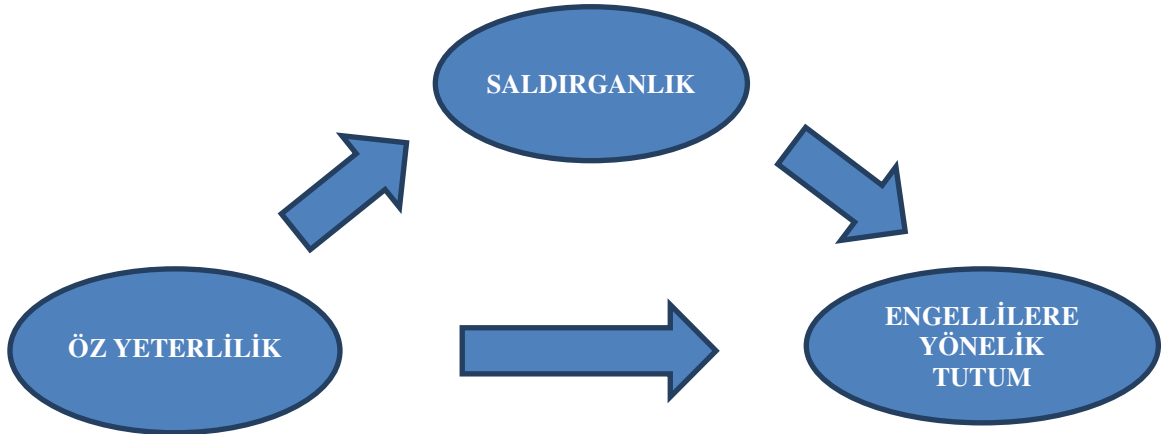 SALDIRGANLIK
ÖZ YETERLİLİK
ENGELLİLERE
YÖNELİK
TUTUM